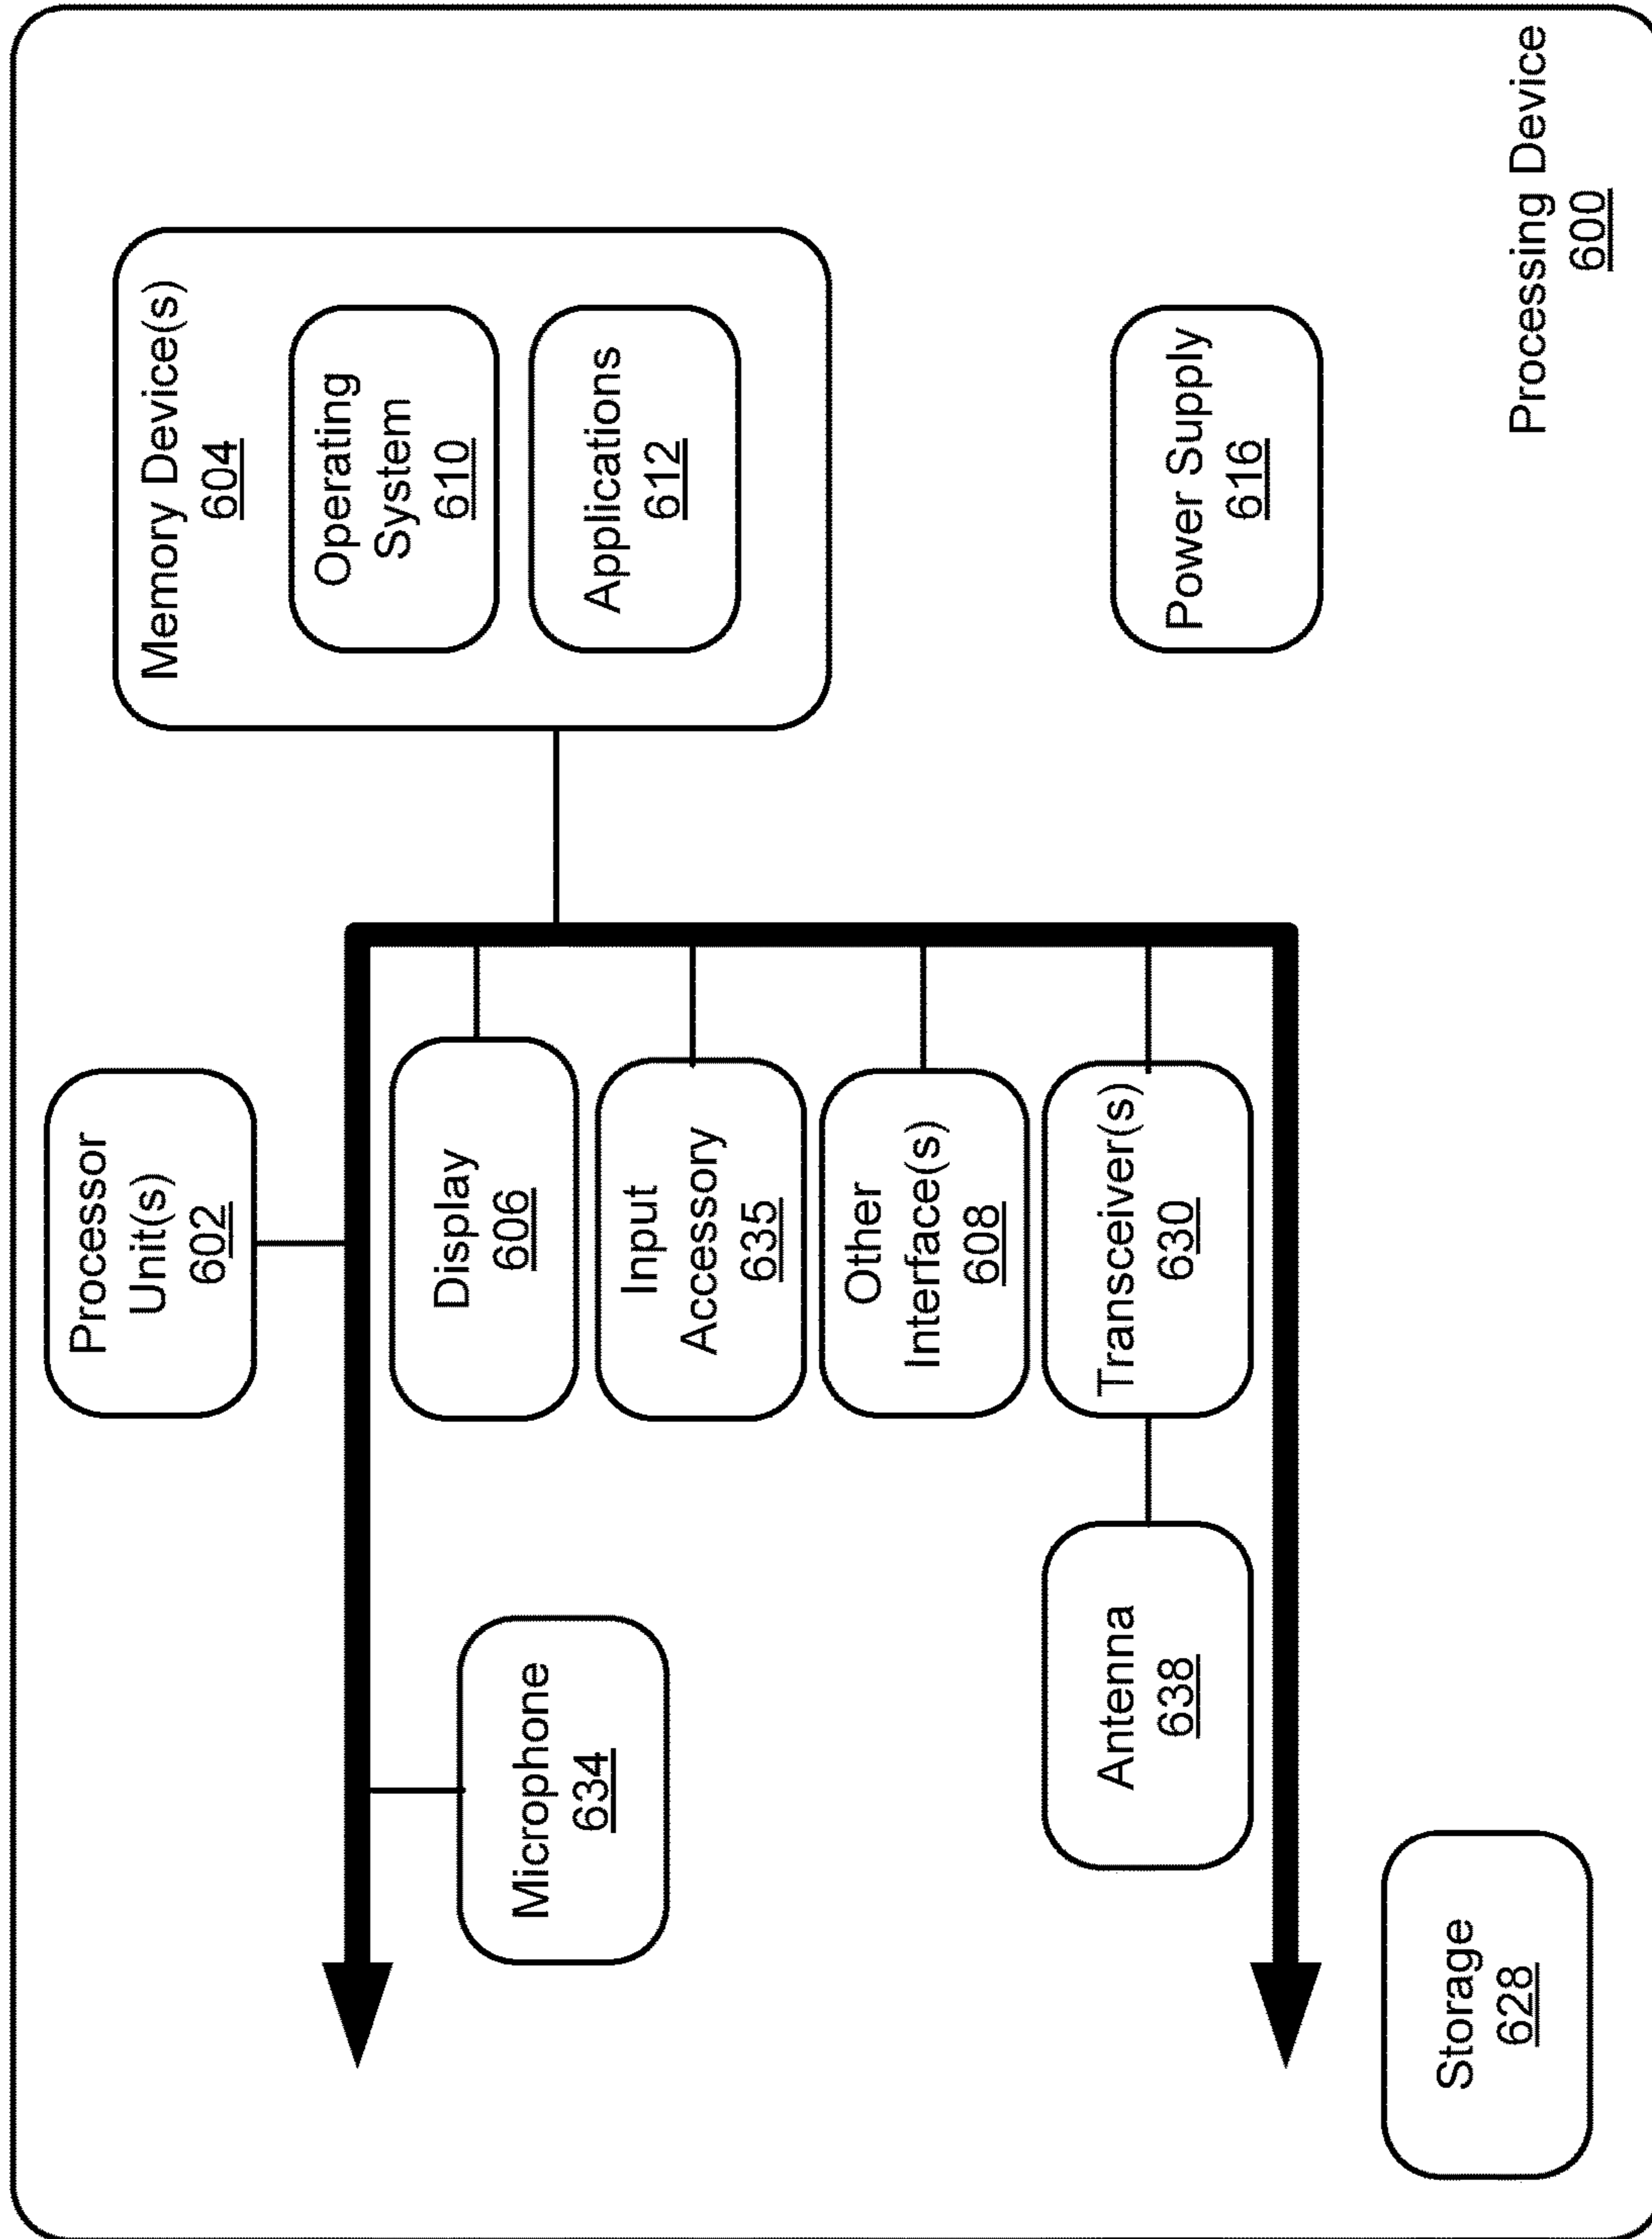 Processor
Unit(s)
602
Memory Device(s)
604
Operating
System
610
Applications
612
Display
606
Microphone
634
Input
Accessory
635
Other
Interface(s)
608
Transceiver(s)
630
Antenna
638
Power Supply
616
Storage
628
Processing Device
600